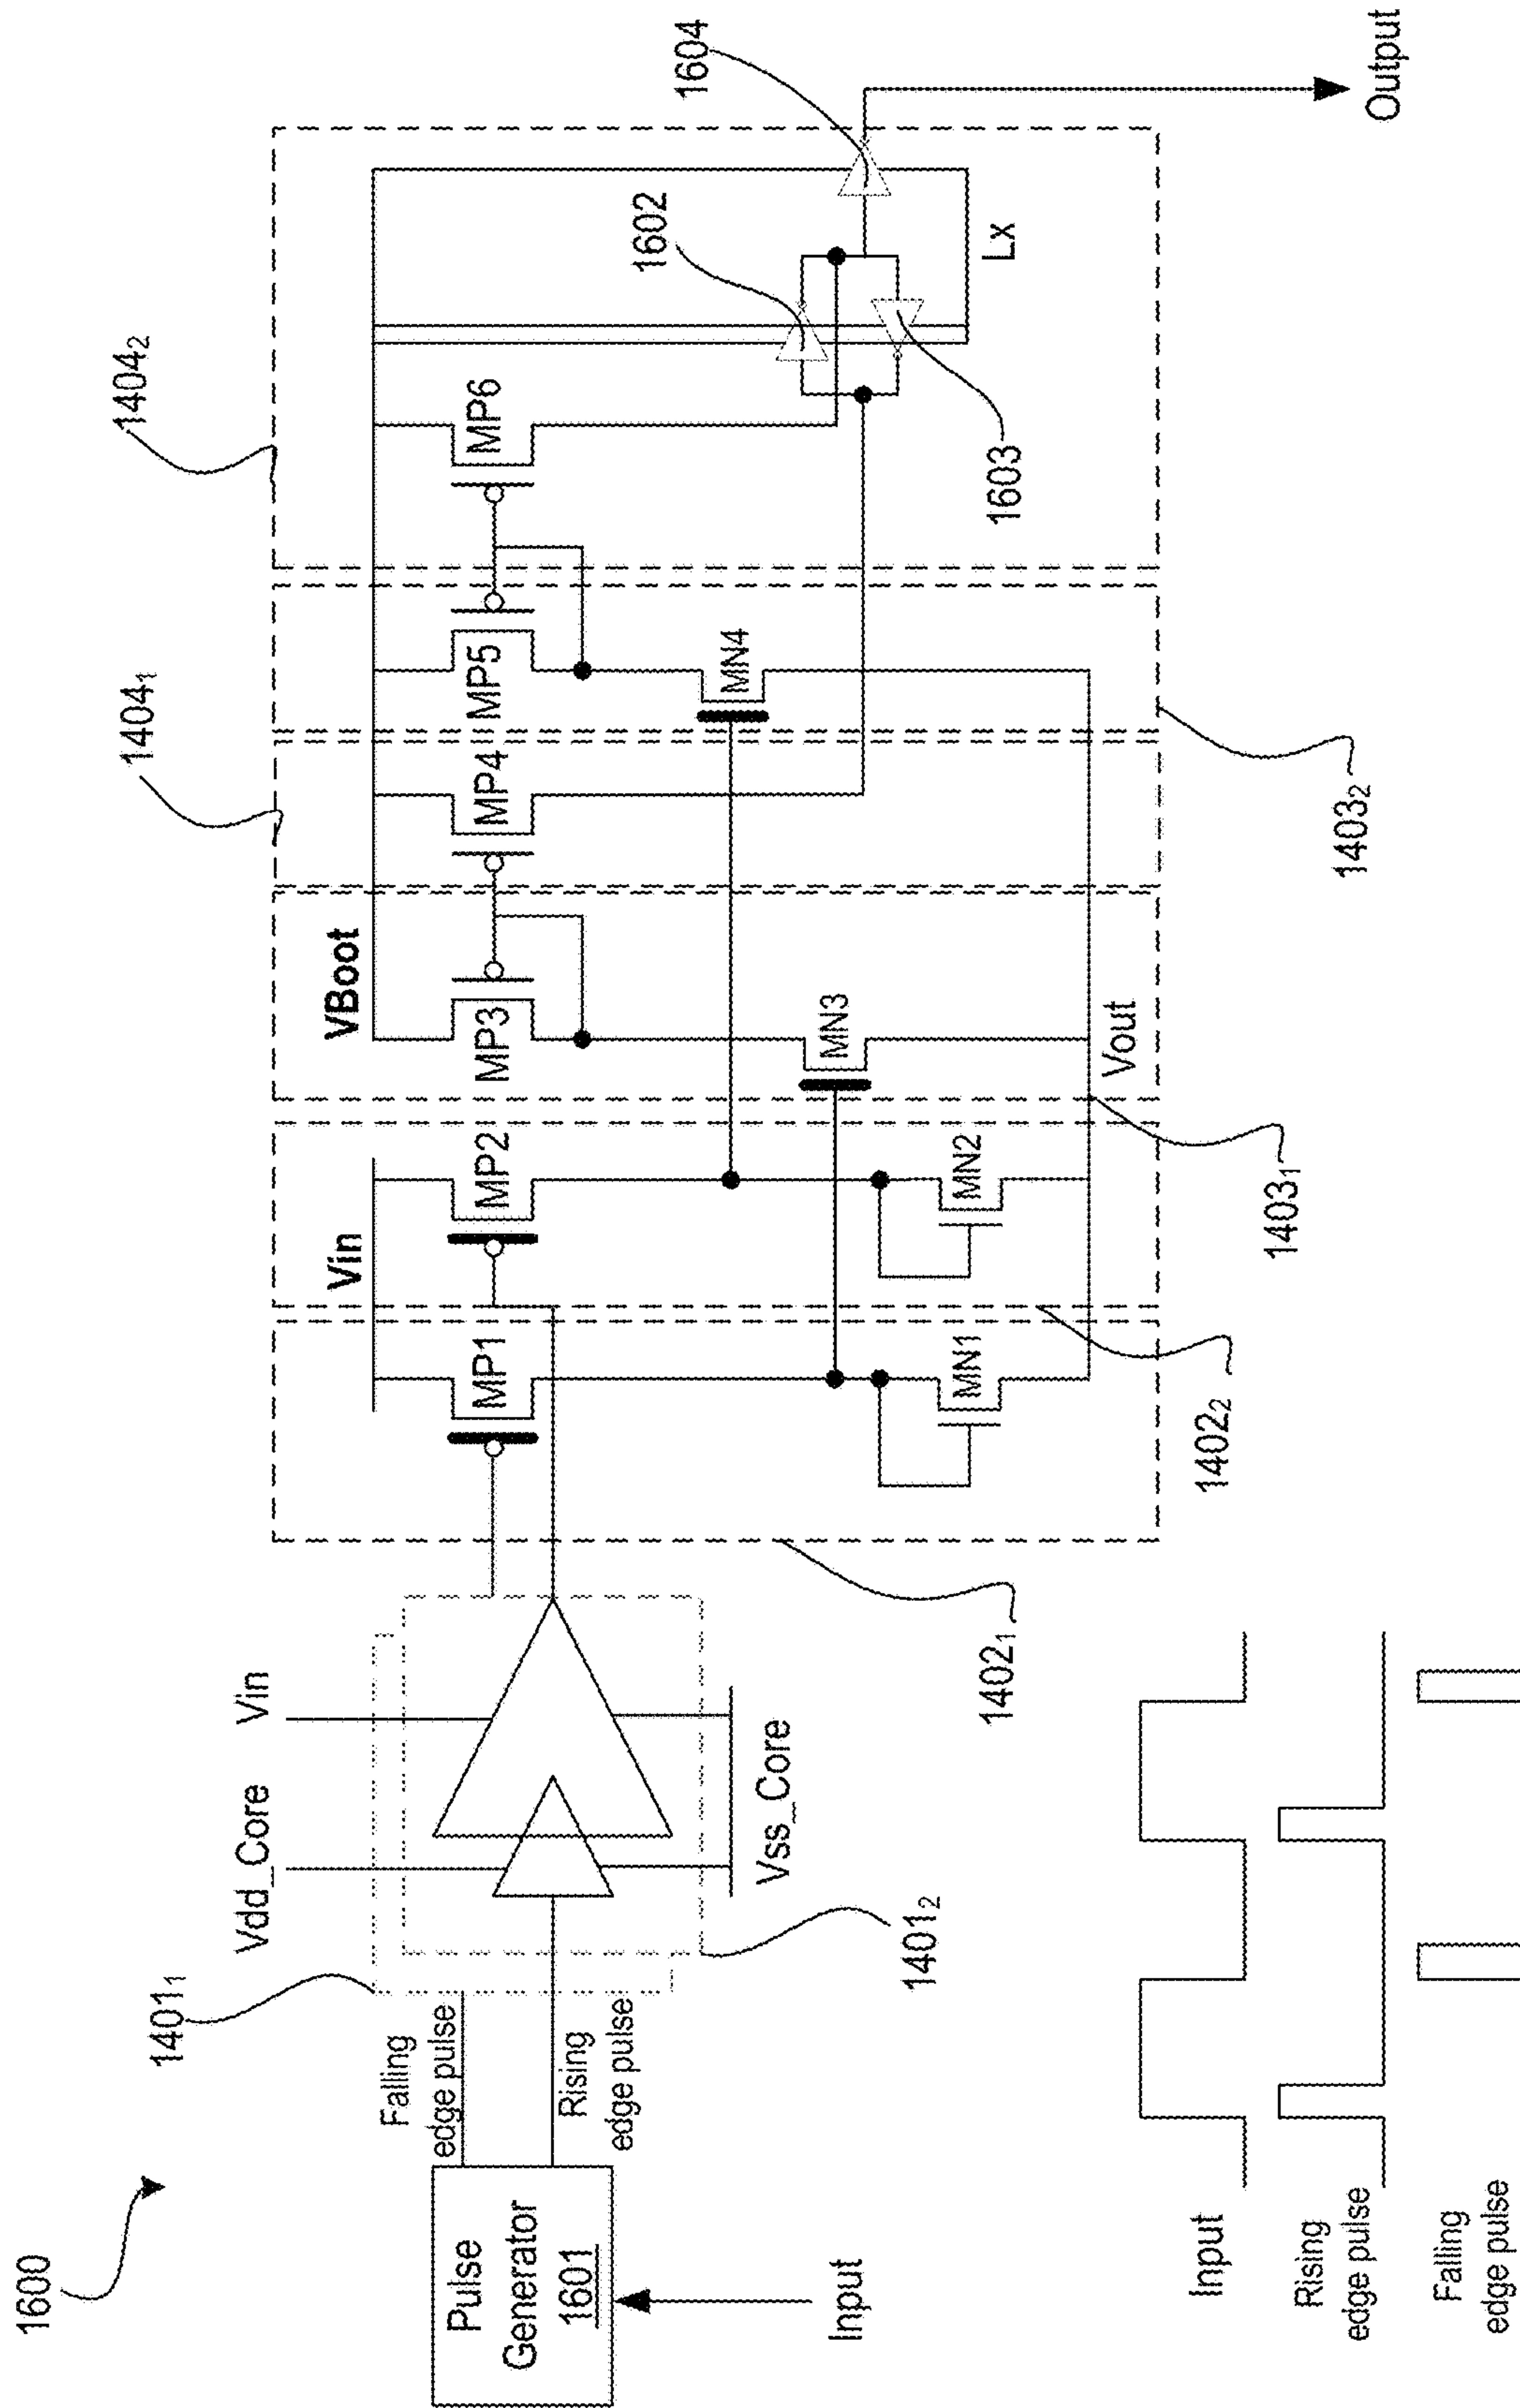 1600
Pulse
Generator
1601
Input
Falling
edge pulse
Rising
edge pulse
1401₁
1401₂
Vdd_Core
Vin
Vss_Core
1402₁
1402₂
Vin
MP1
MP2
MN1
MN2
1403₁
VBoot
MP3
MN3
Vout
1404₁
MP4
MP5
MN4
1403₂
1404₂
MP6
1602
1603
1604
Lx
Output
Input
Rising
edge pulse
Falling
edge pulse